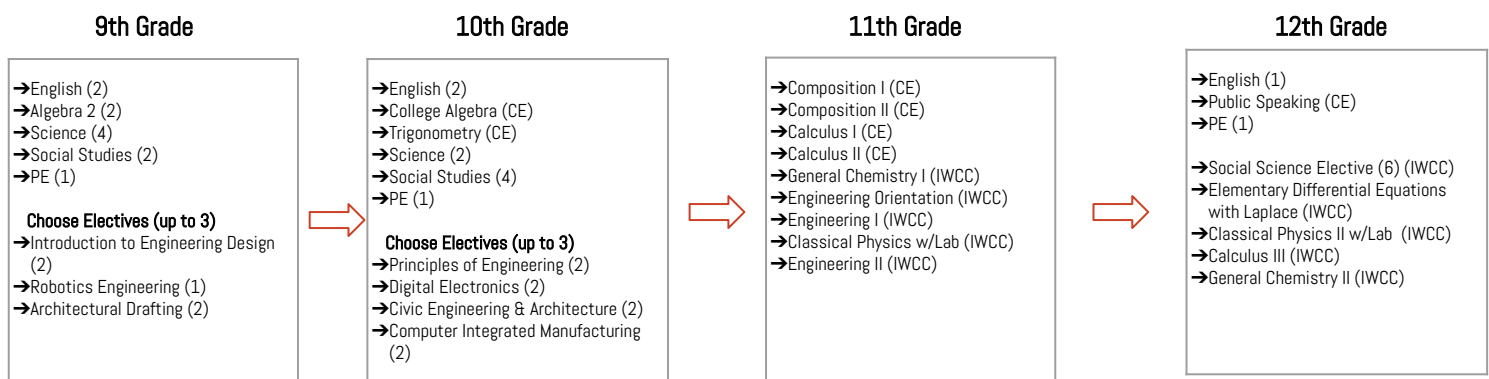 9th Grade
➔English (2)
➔Algebra 2 (2)
➔Science (4)
➔Social Studies (2)
➔PE (1)
Choose Electives (up to 3)
➔Introduction to Engineering Design
(2)
➔Robotics Engineering (1)
➔Architectural Drafting (2)
10th Grade
➔English (2)
➔College Algebra (CE)
➔Trigonometry (CE)
➔Science (2)
➔Social Studies (4)
➔PE (1)
Choose Electives (up to 3)
➔Principles of Engineering (2)
➔Digital Electronics (2)
➔Civic Engineering & Architecture (2)
➔Computer Integrated Manufacturing
(2)
11th Grade
➔Composition I (CE)
➔Composition II (CE)
➔Calculus I (CE)
➔Calculus II (CE)
➔General Chemistry I (IWCC)
➔Engineering Orientation (IWCC)
➔Engineering I (IWCC)
➔Classical Physics w/Lab (IWCC)
➔Engineering II (IWCC)
12th Grade
➔English (1)
➔Public Speaking (CE)
➔PE (1)
➔Social Science Elective (6) (IWCC)
➔Elementary Differential Equations
with Laplace (IWCC)
➔Classical Physics II w/Lab (IWCC)
➔Calculus III (IWCC)
➔General Chemistry II (IWCC)